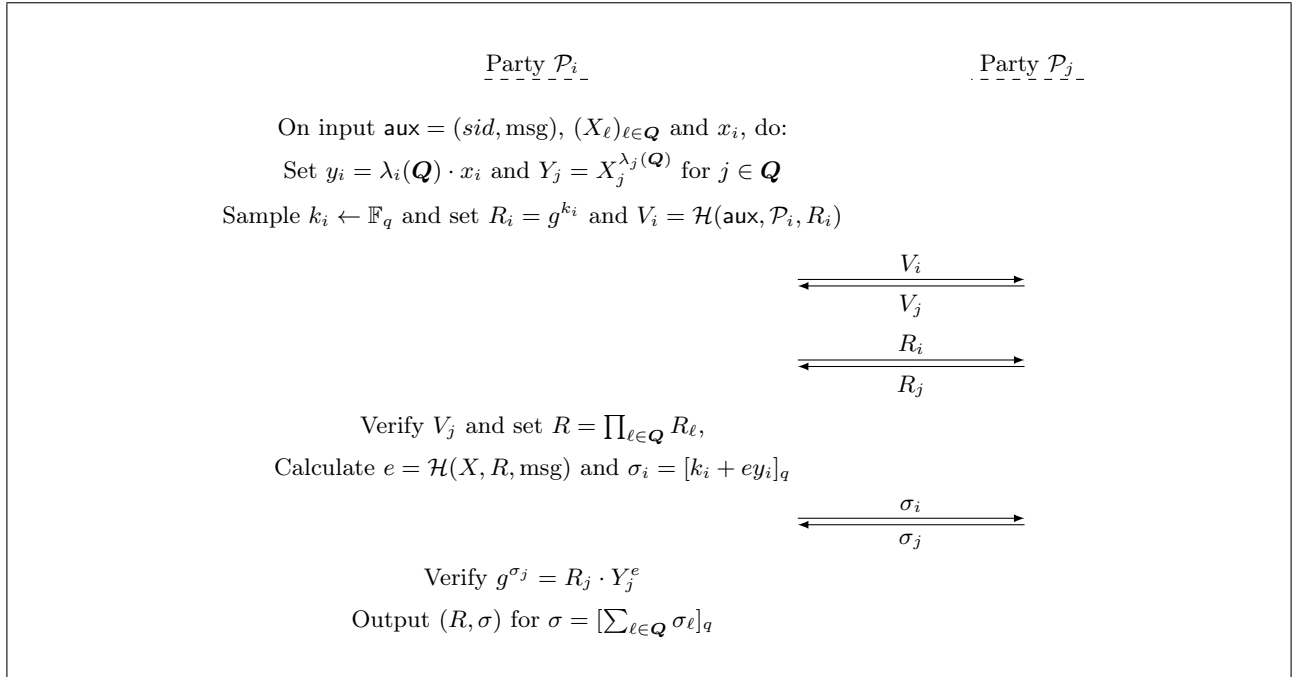 Party 𝒫_i Party 𝒫_j
On input aux = (sid, msg), (X_ℓ)_{ℓ∈Q} and x_i, do:
Set y_i = λ_i(Q) · x_i and Y_j = X_j^{λ_j(Q)} for j ∈ Q
Sample k_i ← 𝔽_q and set R_i = g^{k_i} and V_i = ℋ(aux, 𝒫_i, R_i)
V_i
V_j
R_i
R_j
Verify V_j and set R = ∏_{ℓ∈Q} R_ℓ,
Calculate e = ℋ(X, R, msg) and σ_i = [k_i + ey_i]_q
σ_i
σ_j
Verify g^{σ_j} = R_j · Y_j^e
Output (R, σ) for σ = [∑_{ℓ∈Q} σ_ℓ]_q